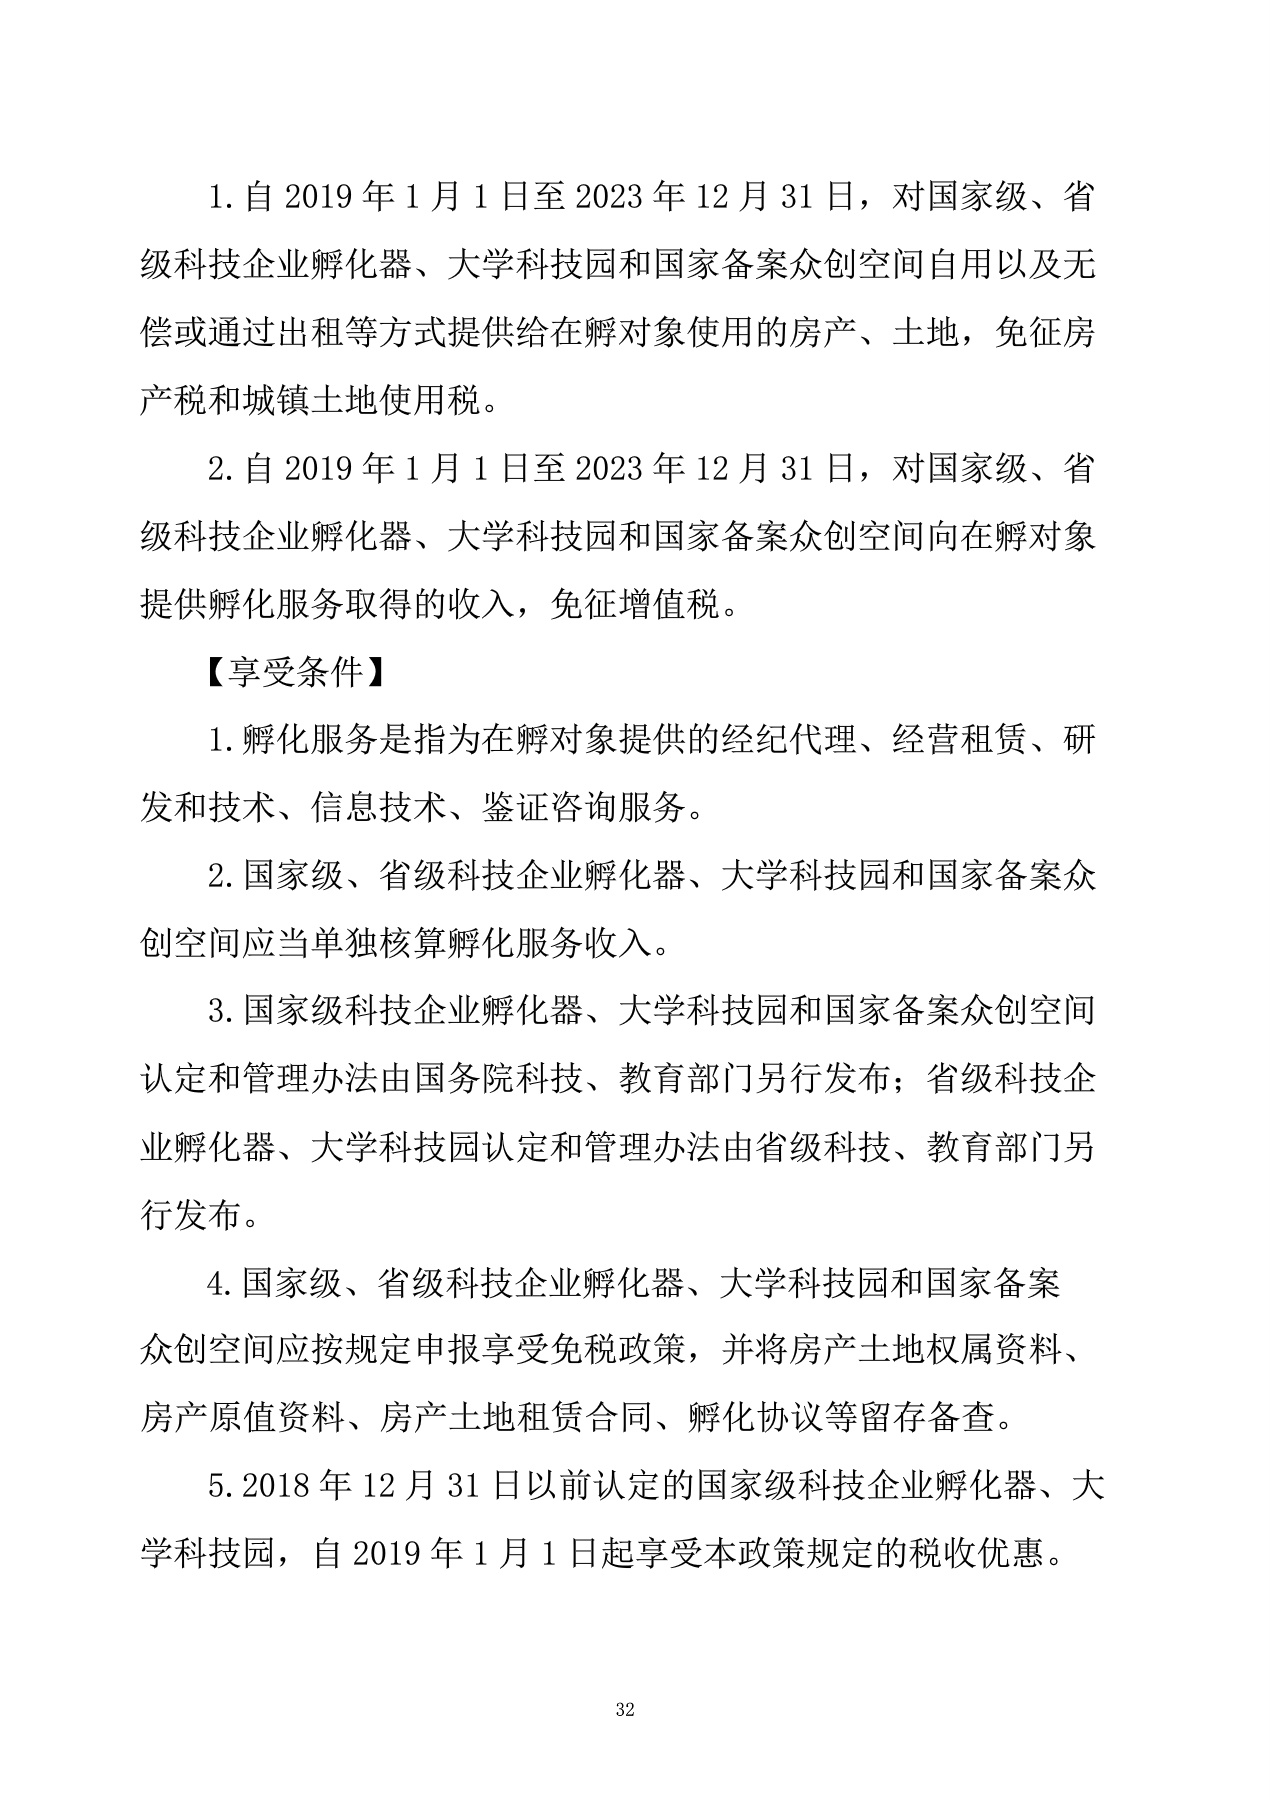 1.自 2019 年 1 月 1 日至 2023 年 12 月 31 日，对国家级、省
级科技企业孵化器、大学科技园和国家备案众创空间自用以及无
偿或通过出租等方式提供给在孵对象使用的房产、土地，免征房
产税和城镇土地使用税。
2.自 2019 年 1 月 1 日至 2023 年 12 月 31 日，对国家级、省
级科技企业孵化器、大学科技园和国家备案众创空间向在孵对象
提供孵化服务取得的收入，免征增值税。
【享受条件】
1.孵化服务是指为在孵对象提供的经纪代理、经营租赁、研
发和技术、信息技术、鉴证咨询服务。
2.国家级、省级科技企业孵化器、大学科技园和国家备案众
创空间应当单独核算孵化服务收入。
3.国家级科技企业孵化器、大学科技园和国家备案众创空间
认定和管理办法由国务院科技、教育部门另行发布；省级科技企
业孵化器、大学科技园认定和管理办法由省级科技、教育部门另
行发布。
4.国家级、省级科技企业孵化器、大学科技园和国家备案
众创空间应按规定申报享受免税政策，并将房产土地权属资料、
房产原值资料、房产土地租赁合同、孵化协议等留存备查。
5.2018 年 12 月 31 日以前认定的国家级科技企业孵化器、大
学科技园，自 2019 年 1 月 1 日起享受本政策规定的税收优惠。
32